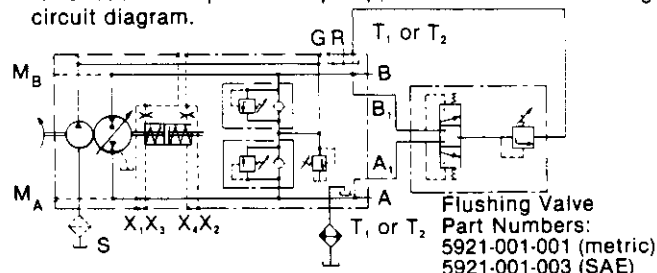 circuit diagram.
G R T₁ or T₂
M_B
B
B₁
A₁
M_A
A
S
X₁X₃ X₄X₂
T₁ or T₂
Flushing Valve
Part Numbers:
5921-001-001 (metric)
5921-001-003 (SAE)